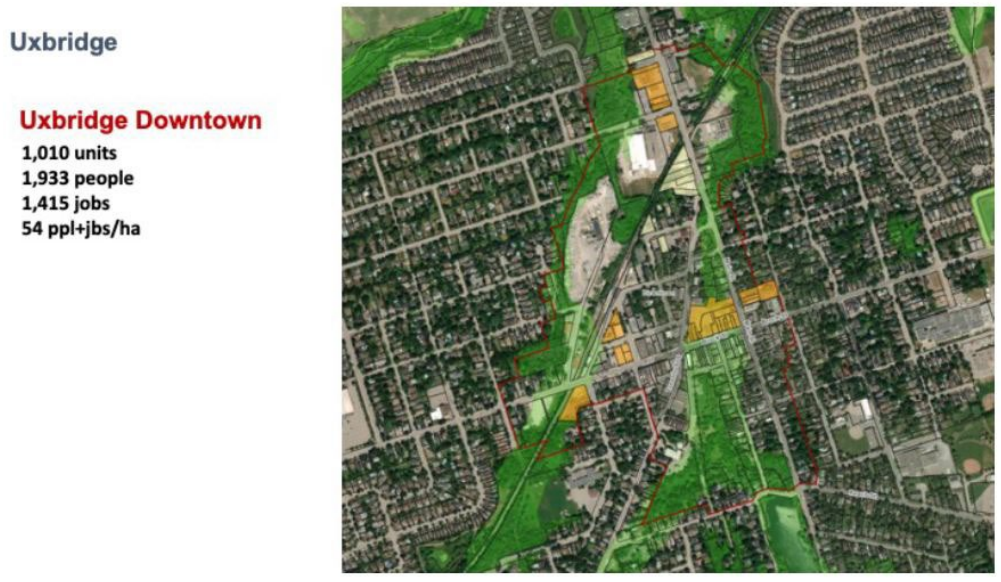 Uxbridge
Uxbridge Downtown
1,010 units
1,933 people
1,415 jobs
54 ppl+jbs/ha